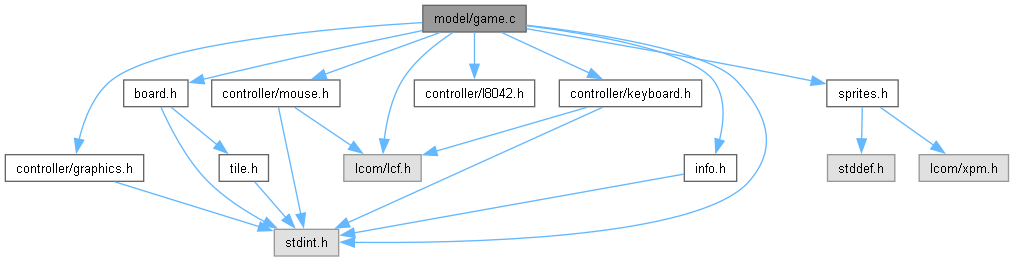 model/game.c
board.h
controller/mouse.h
controller/I8042.h
controller/keyboard.h
sprites.h
controller/graphics.h
tile.h
lcom/lcf.h
info.h
stddef.h
lcom/xpm.h
stdint.h